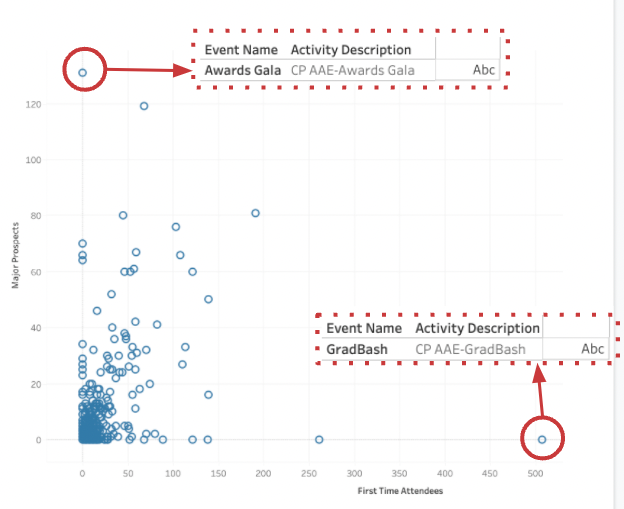 Event Name Activity Description
Awards Gala CP AAE-Awards Gala Abc
120
100
80
60
40
20
0
Major Prospects
Event Name Activity Description
GradBash CP AAE-GradBash Abc
0 50 100 150 200 250 300 350 400 450 500
First Time Attendees